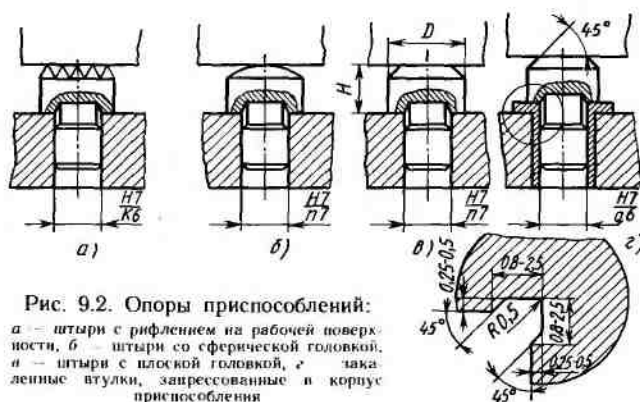 45°
D
H
H7
к6
H7
n7
H7
n7
H7
g6
а)
б)
в)
г)
0,25-0,5
0,8-2,5
45°
R0,5
0,8-2,5
0,25-0,5
45°
Рис. 9.2. Опоры приспособлений:
а — штыри с рифлением на рабочей поверх-
ности, б — штыри со сферической головкой,
в — штыри с плоской головкой, г — зака-
ленные втулки, запрессованные в корпус
приспособления